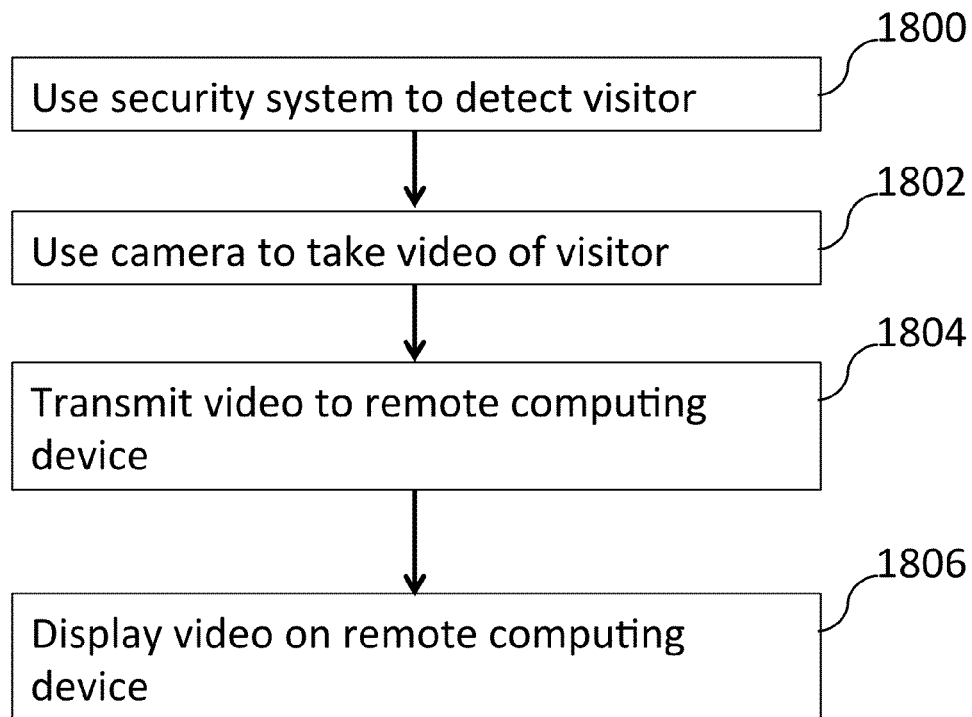 1800
Use security system to detect visitor
1802
Use camera to take video of visitor
1804
Transmit video to remote computing
device
1806
Display video on remote computing
device